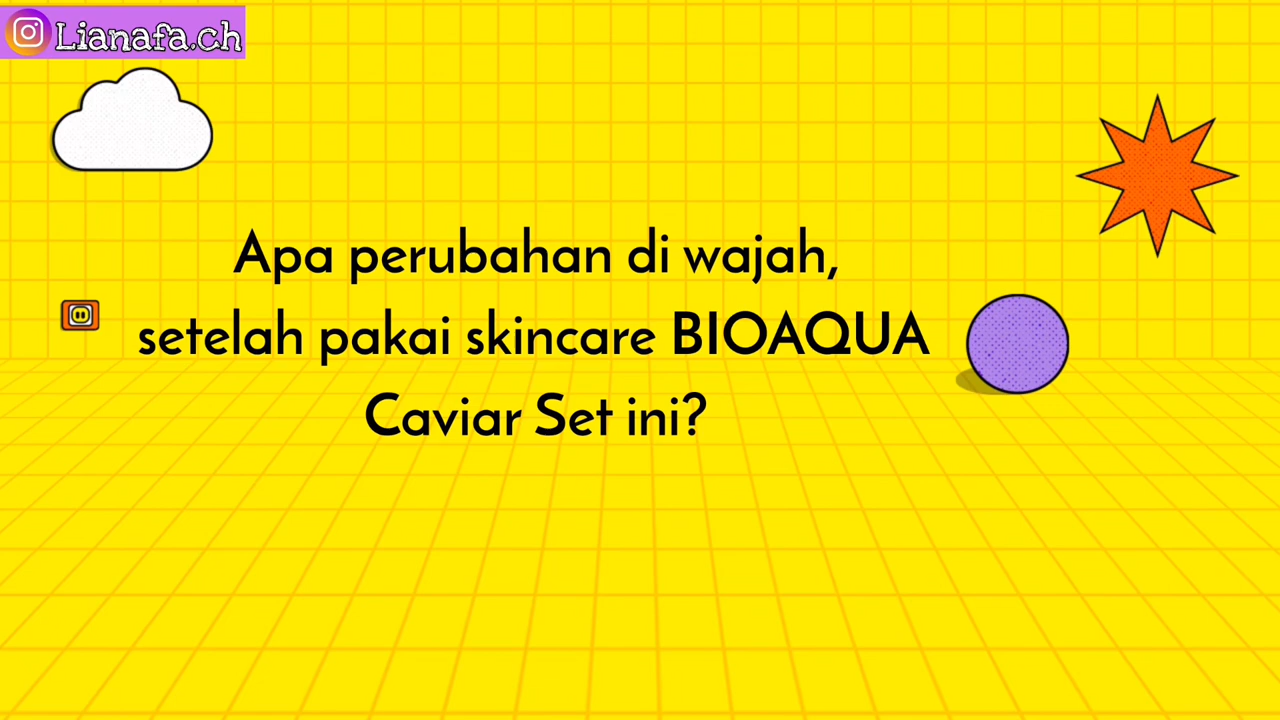 Lianafa.ch
Apa perubahan di wajah,
setelah pakai skincare BIOAQUA
Caviar Set ini?